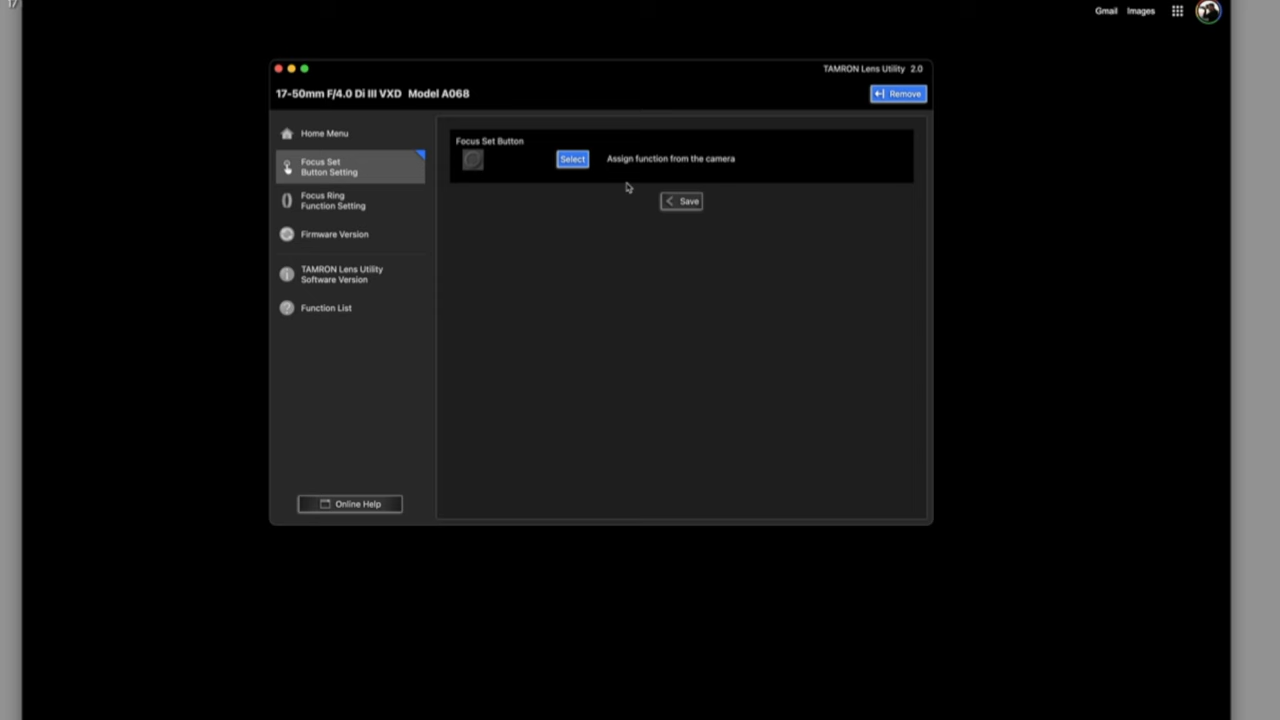 17
Gmail Images
TAMRON Lens Utility 2.0
17-50mm F/4.0 Di III VXD Model A068
Remove
Home Menu
Focus Set
Button Setting
Focus Ring
Function Setting
Firmware Version
TAMRON Lens Utility
Software Version
Function List
Online Help
Focus Set Button
Select
Assign function from the camera
Save